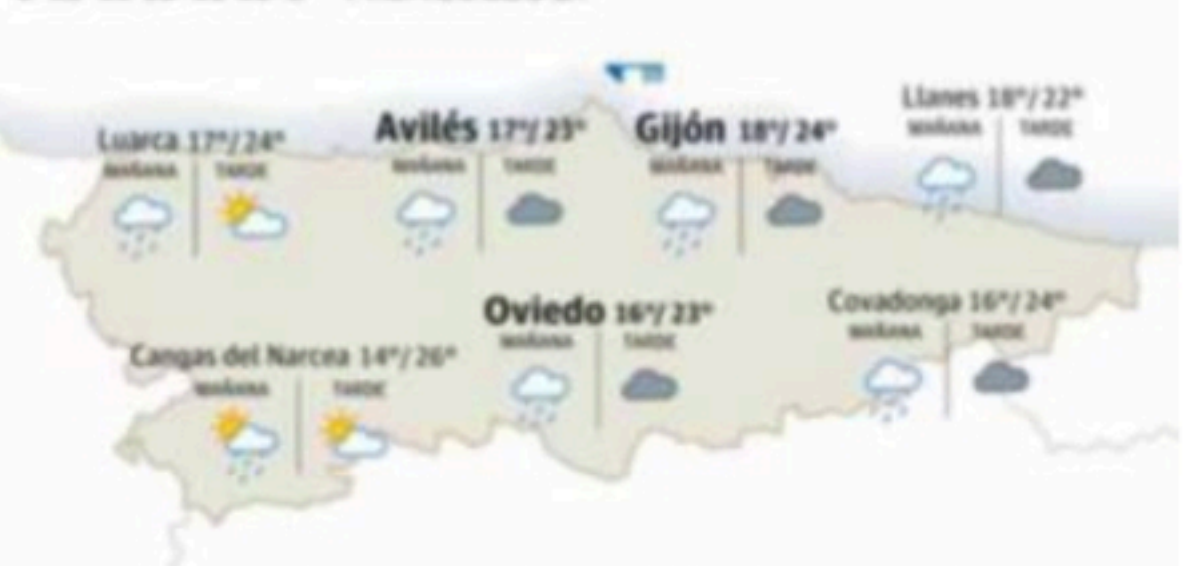 Llanes 18°/22°
MAÑANA TARDE
Luarca 17°/24°
MAÑANA TARDE
Avilés 17°/23°
MAÑANA TARDE
Gijón 18°/24°
MAÑANA TARDE
Oviedo 16°/23°
MAÑANA TARDE
Covadonga 16°/24°
MAÑANA TARDE
Cangas del Narcea 14°/26°
MAÑANA TARDE